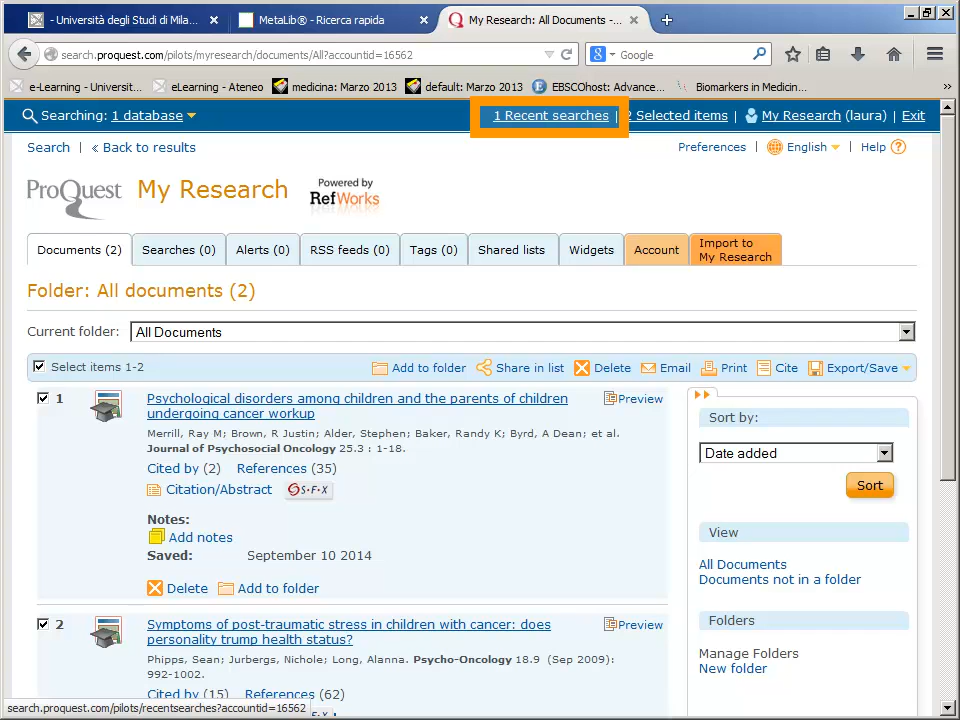 - Università degli Studi di Mila... ×
MetaLib® - Ricerca rapida ×
My Research: All Documents -... ×
search.proquest.com/pilots/myresearch/documents/All?accountid=16562
Google
e-Learning - Universit...
eLearning - Ateneo
medicina: Marzo 2013
default: Marzo 2013
EBSCOhost: Advance...
Biomarkers in Medicin...
Searching: 1 database
1 Recent searches |
2 Selected items |
My Research (laura) | Exit
Search | « Back to results
Preferences | English | Help ?
ProQuest My Research
Powered by
RefWorks
Documents (2)
Searches (0)
Alerts (0)
RSS feeds (0)
Tags (0)
Shared lists
Widgets
Account
Import to
My Research
Folder: All documents (2)
Current folder: All Documents
Select items 1-2
Add to folder
Share in list
Delete
Email
Print
Cite
Export/Save
1 Psychological disorders among children and the parents of children
undergoing cancer workup
Preview
Merrill, Ray M; Brown, R Justin; Alder, Stephen; Baker, Randy K; Byrd, A Dean; et al.
Journal of Psychosocial Oncology 25.3 : 1-18.
Cited by (2) References (35)
Citation/Abstract S·F·X
Notes:
Add notes
Saved: September 10 2014
Delete Add to folder
2 Symptoms of post-traumatic stress in children with cancer: does
personality trump health status?
Preview
Phipps, Sean; Jurbergs, Nichole; Long, Alanna. Psycho-Oncology 18.9 (Sep 2009):
992-1002.
Cited by (15) References (62)
Sort by:
Date added
Sort
View
All Documents
Documents not in a folder
Folders
Manage Folders
New folder
search.proquest.com/pilots/recentsearches?accountid=16562